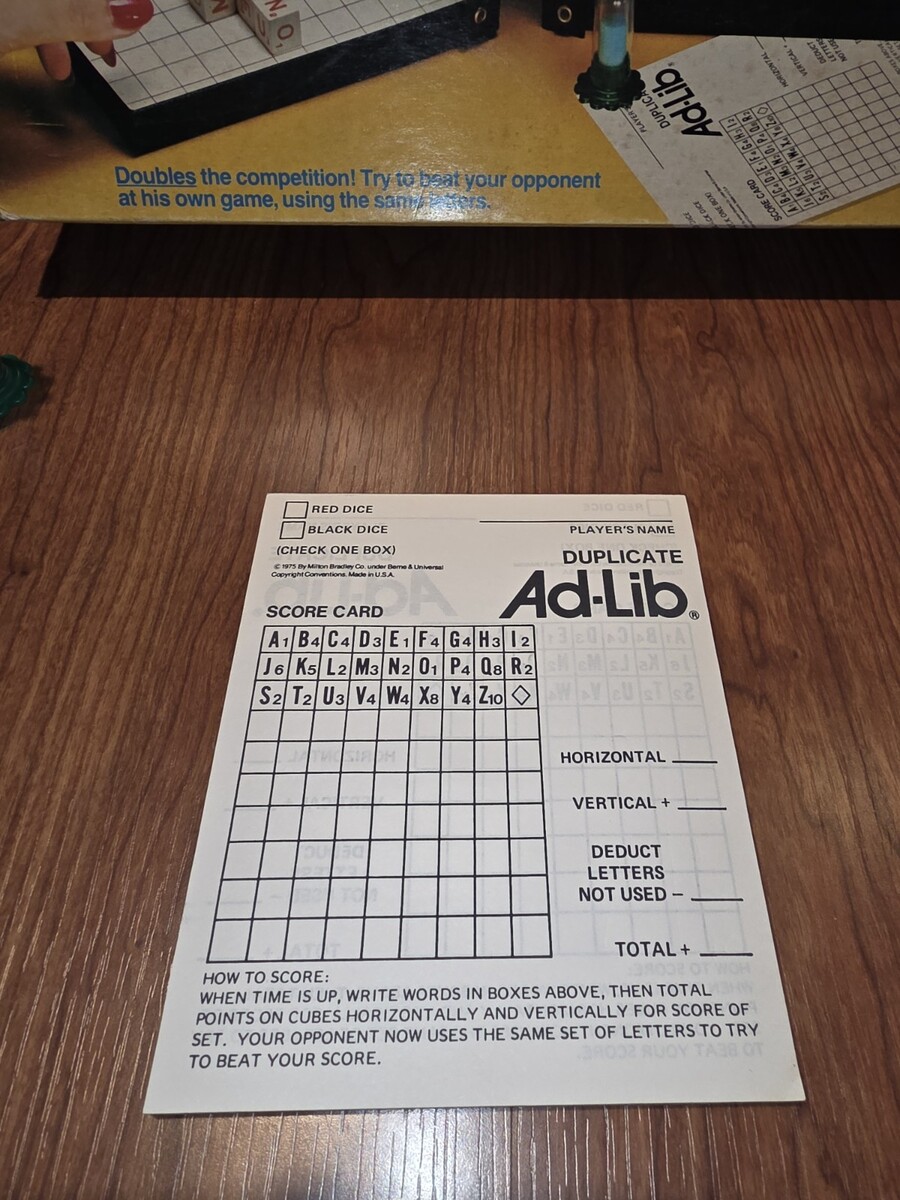 Doubles the competition! Try to beat your opponent
at his own game, using the same letters.
DUPLICA
Ad-Lib
PLAYER'S
SCORE CARD
HORIZONTAL
VERTICAL +
DEDUCT
LETTERS
RED DICE
BLACK DICE
(CHECK ONE BOX)
© 1975 By Milton Bradley Co. under Berne & Universal
Copyright Conventions. Made in U.S.A.
PLAYER'S NAME
DUPLICATE
Ad-Lib®
SCORE CARD
A1 B4 C4 D3 E1 F4 G4 H3 I2
J6 K5 L2 M3 N2 O1 P4 Q8 R2
S2 T2 U3 V4 W4 X8 Y4 Z10 ◇
HORIZONTAL
VERTICAL +
DEDUCT
LETTERS
NOT USED –
TOTAL +
HOW TO SCORE:
WHEN TIME IS UP, WRITE WORDS IN BOXES ABOVE, THEN TOTAL
POINTS ON CUBES HORIZONTALLY AND VERTICALLY FOR SCORE OF
SET. YOUR OPPONENT NOW USES THE SAME SET OF LETTERS TO TRY
TO BEAT YOUR SCORE.